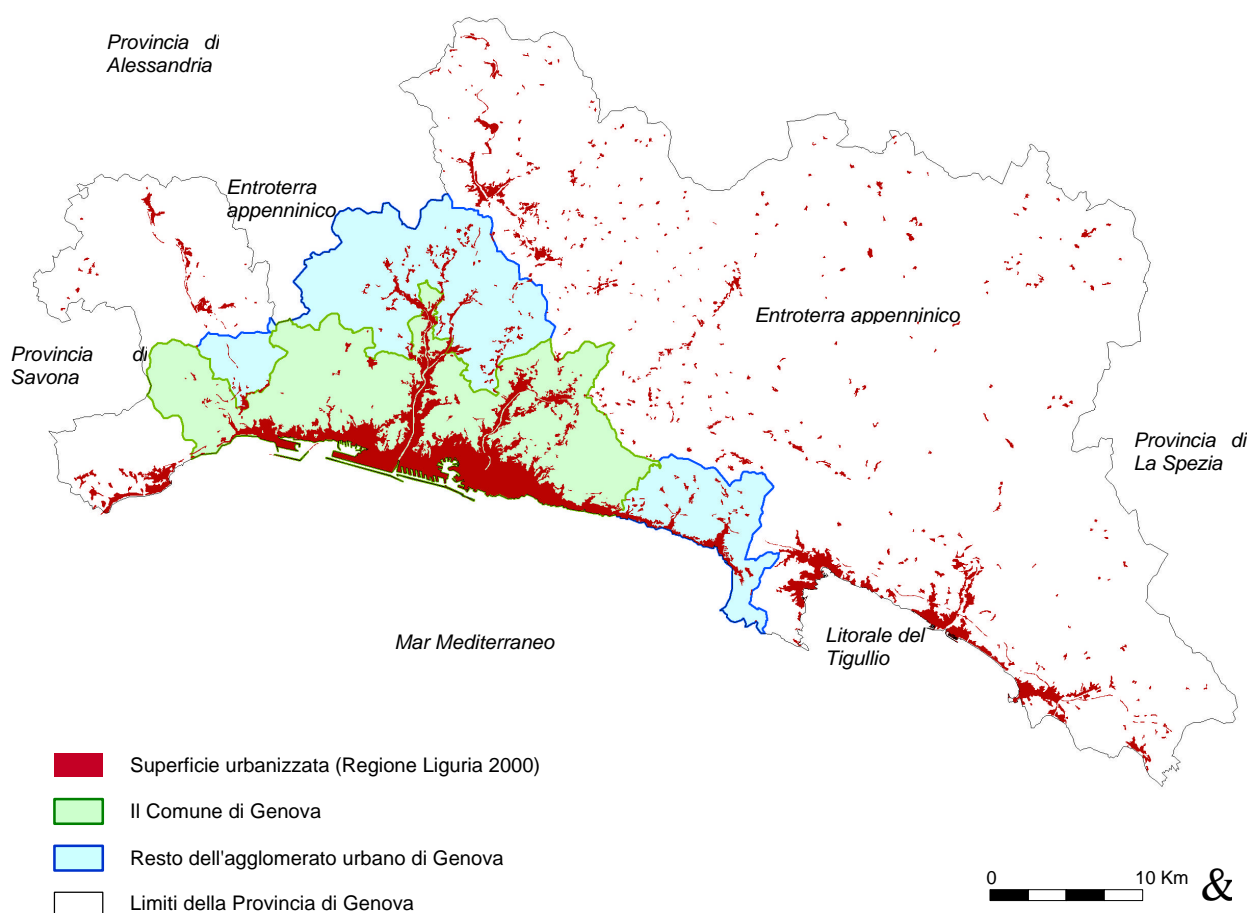 Provincia di
Alessandria
Entroterra
appenninico
Entroterra appenninico
Provincia di
Savona
Provincia di
La Spezia
Mar Mediterraneo
Litorale del
Tigullio
Superficie urbanizzata (Regione Liguria 2000)
Il Comune di Genova
Resto dell'agglomerato urbano di Genova
Limiti della Provincia di Genova
0 10 Km &